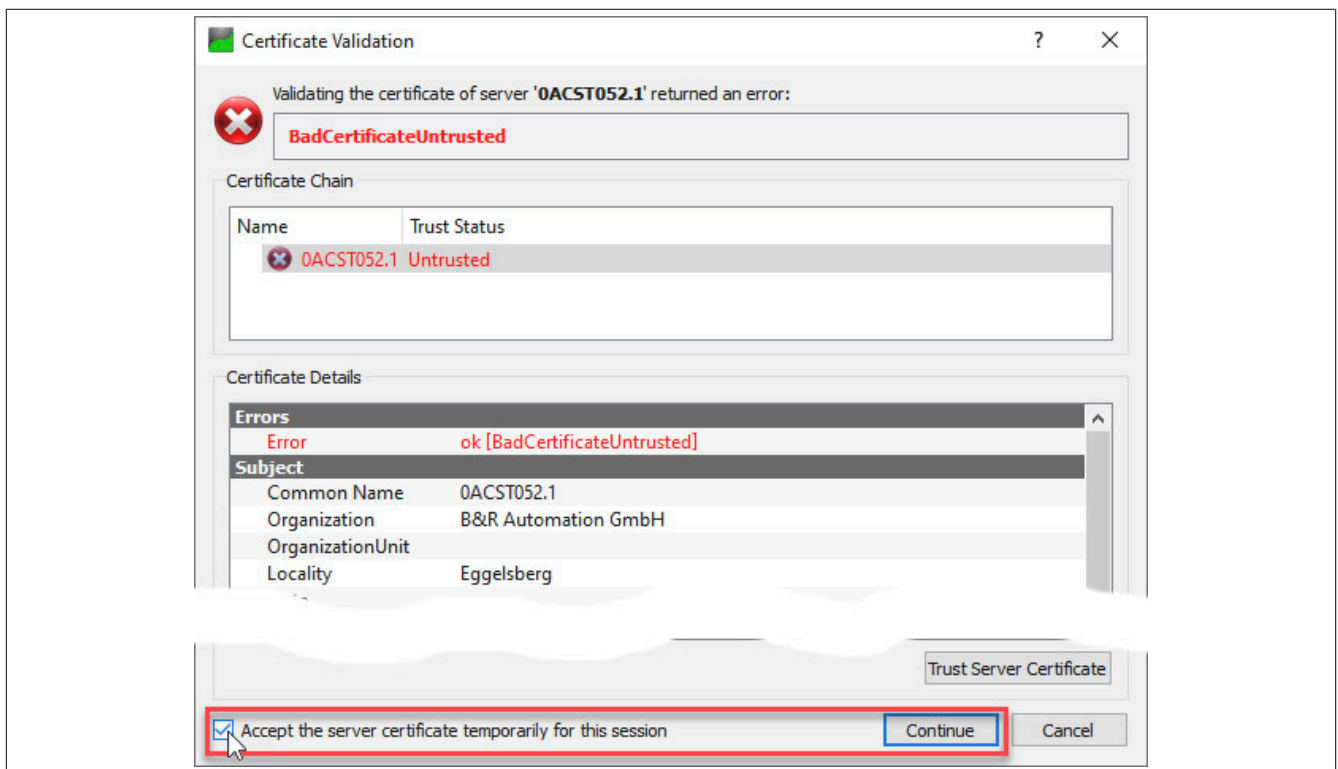 Certificate Validation ?
Validating the certificate of server '0ACST052.1' returned an error:
BadCertificateUntrusted
Certificate Chain
Name Trust Status
0ACST052.1 Untrusted
Certificate Details
Errors
Error ok [BadCertificateUntrusted]
Subject
Common Name 0ACST052.1
Organization B&R Automation GmbH
OrganizationUnit
Locality Eggelsberg
Trust Server Certificate
Accept the server certificate temporarily for this session Continue Cancel